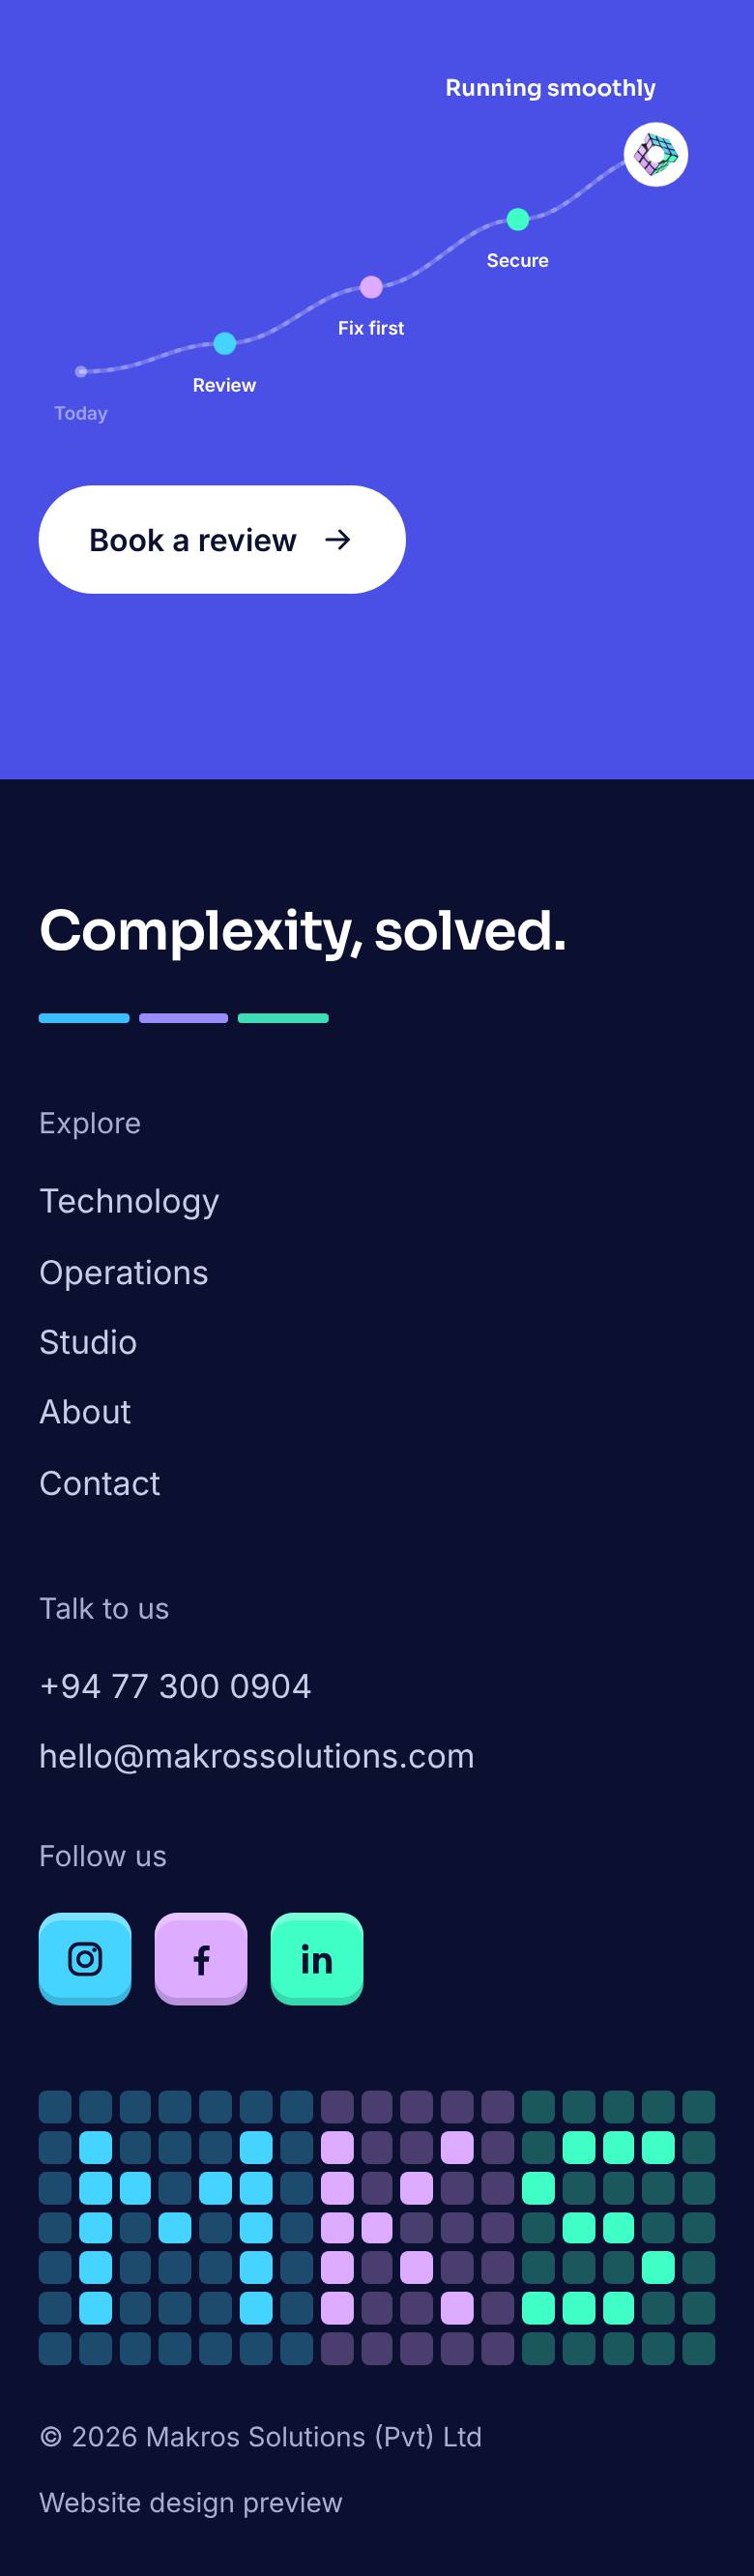 Running smoothly
Secure
Fix first
Review
Today
Book a review →
Complexity, solved.
Explore
Technology
Operations
Studio
About
Contact
Talk to us
+94 77 300 0904
hello@makrossolutions.com
Follow us
f
in
MKS
© 2026 Makros Solutions (Pvt) Ltd
Website design preview